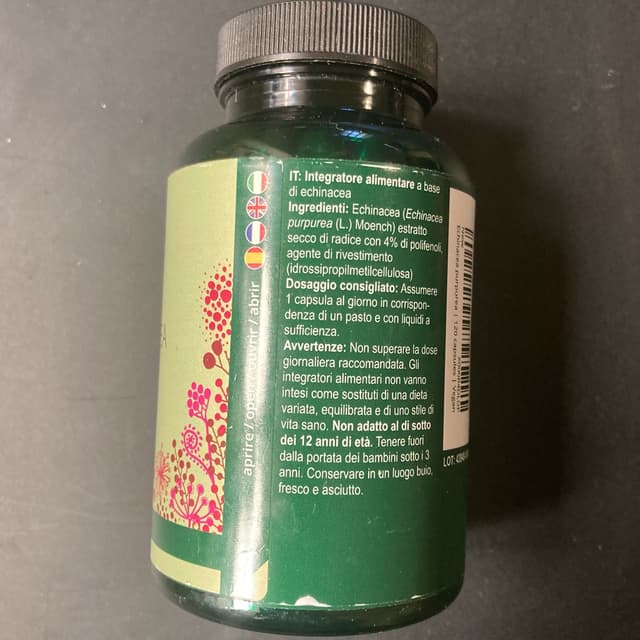 IT: Integratore alimentare a base
di echinacea
Ingredienti: Echinacea (Echinacea
purpurea (L.) Moench) estratto
secco di radice con 4% di polifenoli,
agente di rivestimento
(idrossipropilmetilcellulosa)
Dosaggio consigliato: Assumere
1 capsula al giorno in corrispon-
denza di un pasto e con liquidi a
sufficienza.
Avvertenze: Non superare la dose
giornaliera raccomandata. Gli
integratori alimentari non vanno
intesi come sostituti di una dieta
variata, equilibrata e di uno stile di
vita sano. Non adatto al di sotto
dei 12 anni di età. Tenere fuori
dalla portata dei bambini sotto i 3
anni. Conservare in un luogo buio,
fresco e asciutto.
aprire / open / ouvrir / abrir
Echinacea purpurea | 120 capsules | Vegan
LOT: